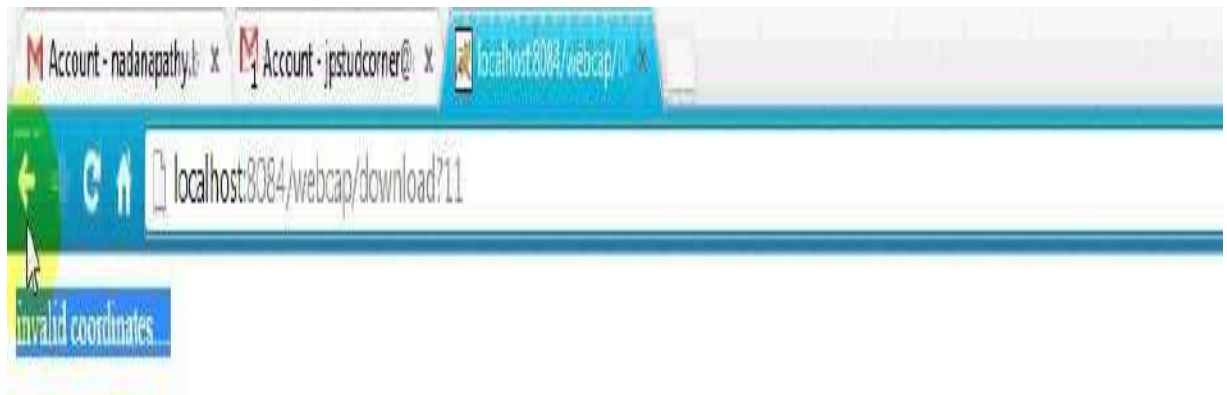 Account - nadanapathy.
Account - jpstudcorner@
localhost:8084/webcap/
localhost:8084/webcap/download?11
invalid coordinates.....